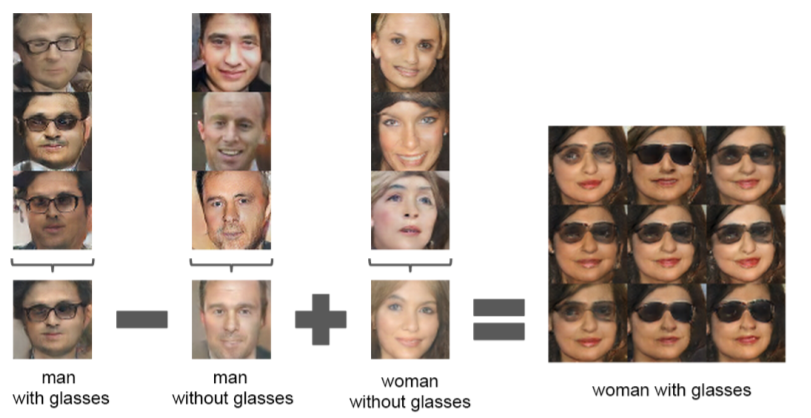 man
with glasses
man
without glasses
woman
without glasses
woman with glasses